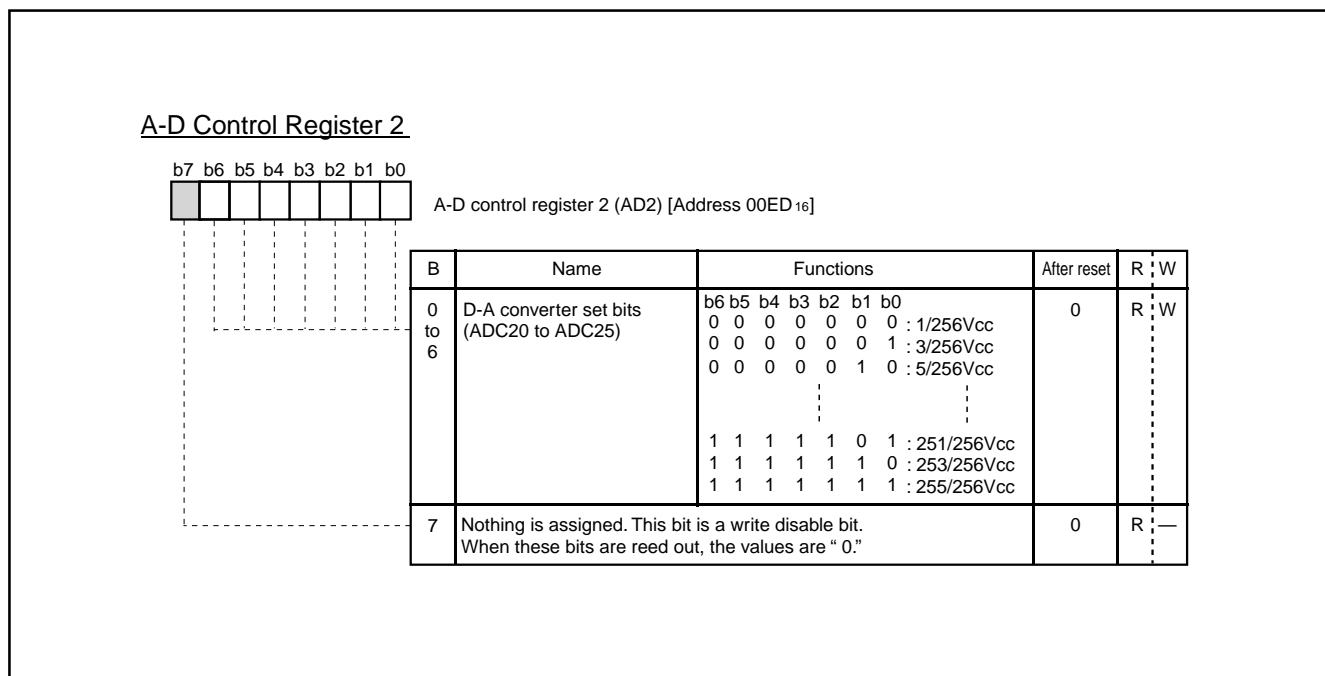 A-D Control Register 2
b7 b6 b5 b4 b3 b2 b1 b0
A-D control register 2 (AD2) [Address 00ED16]
B Name Functions After reset R W
0 to 6 D-A converter set bits (ADC20 to ADC25) 0 R W
b6 b5 b4 b3 b2 b1 b0
0 0 0 0 0 0 0 : 1/256Vcc
0 0 0 0 0 0 1 : 3/256Vcc
0 0 0 0 0 1 0 : 5/256Vcc
1 1 1 1 1 0 1 : 251/256Vcc
1 1 1 1 1 1 0 : 253/256Vcc
1 1 1 1 1 1 1 : 255/256Vcc
7 Nothing is assigned. This bit is a write disable bit. 0 R —
When these bits are reed out, the values are “ 0.”